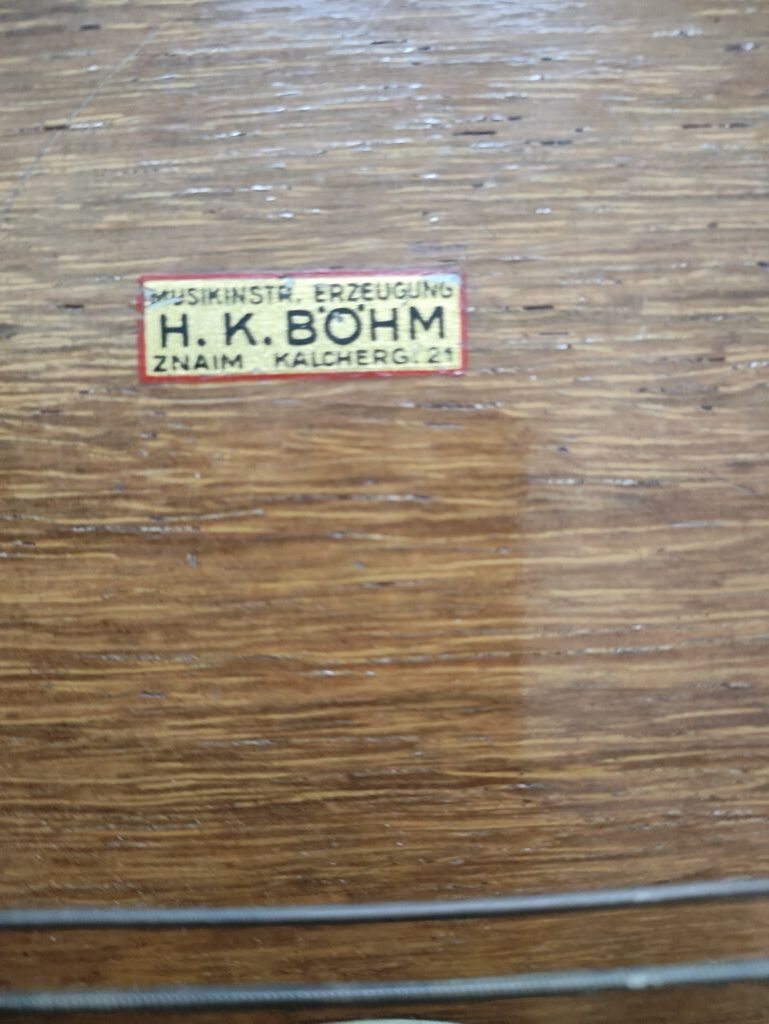 MUSIKINSTR. ERZEUGUNG
H. K. BÖHM
ZNAIM KALCHERG. 21